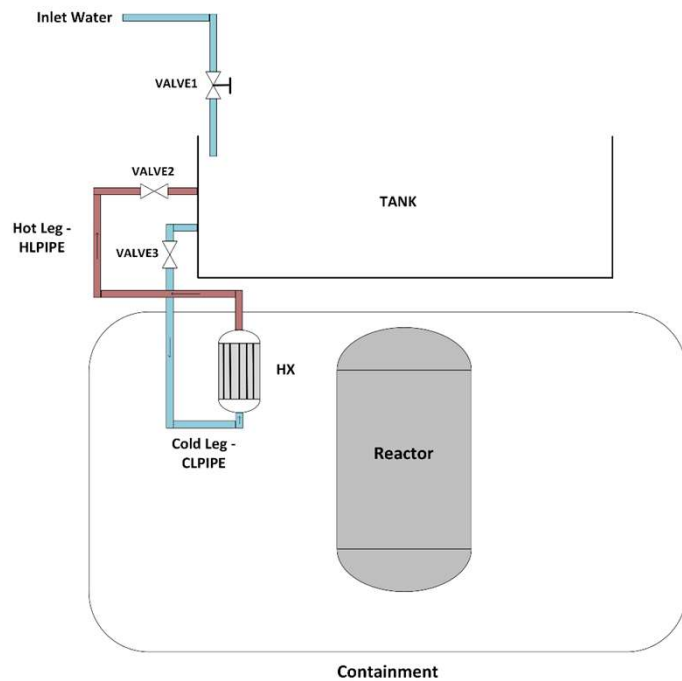 Inlet Water
VALVE1
VALVE2
TANK
Hot Leg -
HLPIPE
VALVE3
HX
Cold Leg -
CLPIPE
Reactor
Containment